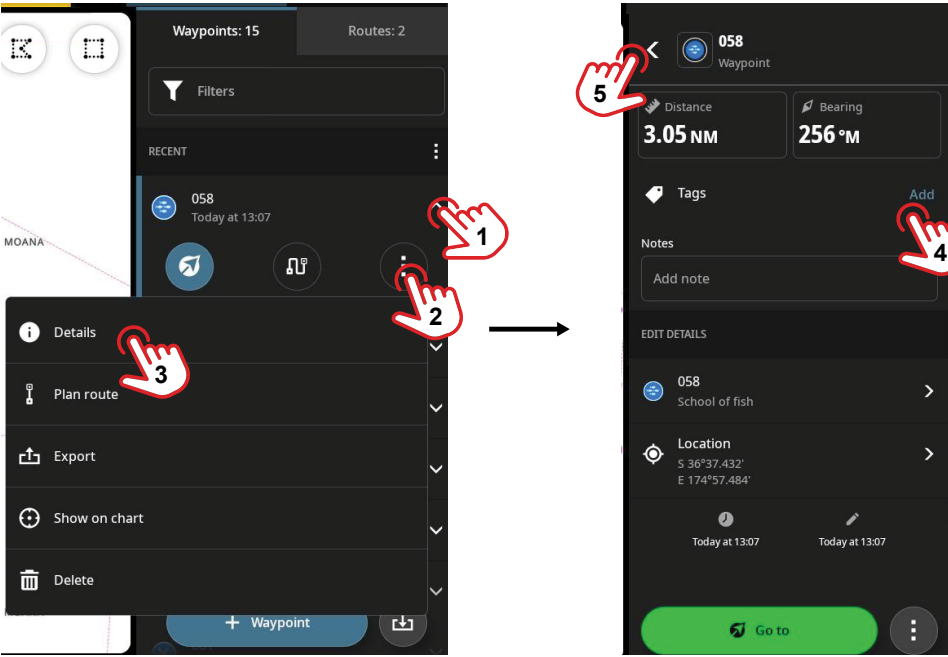 Waypoints: 15
Routes: 2
Filters
RECENT
058
Today at 13:07
1
MOANA
2
Details
3
Plan route
Export
Show on chart
Delete
+ Waypoint
5
058
Waypoint
Distance
3.05 NM
Bearing
256 °M
Tags
Add
4
Notes
Add note
EDIT DETAILS
058
School of fish
Location
S 36°37.432'
E 174°57.484'
Today at 13:07
Today at 13:07
Go to